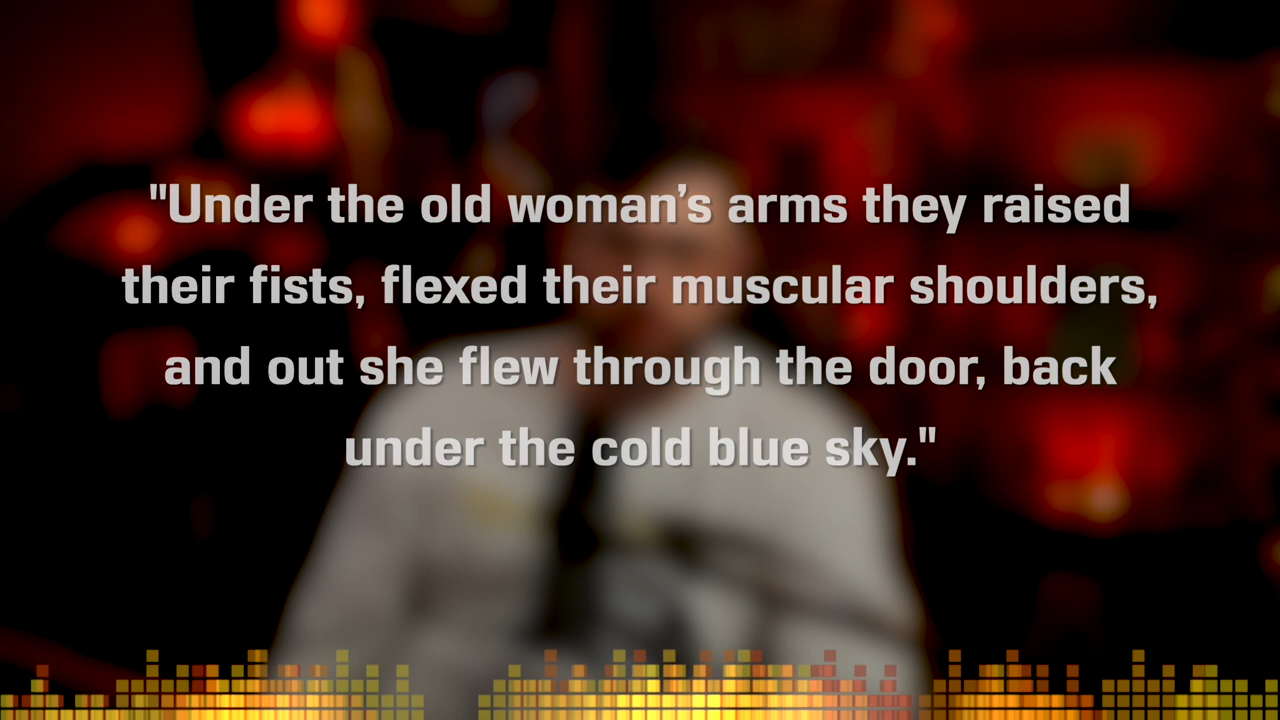 "Under the old woman’s arms they raised
their fists, flexed their muscular shoulders,
and out she flew through the door, back
under the cold blue sky."